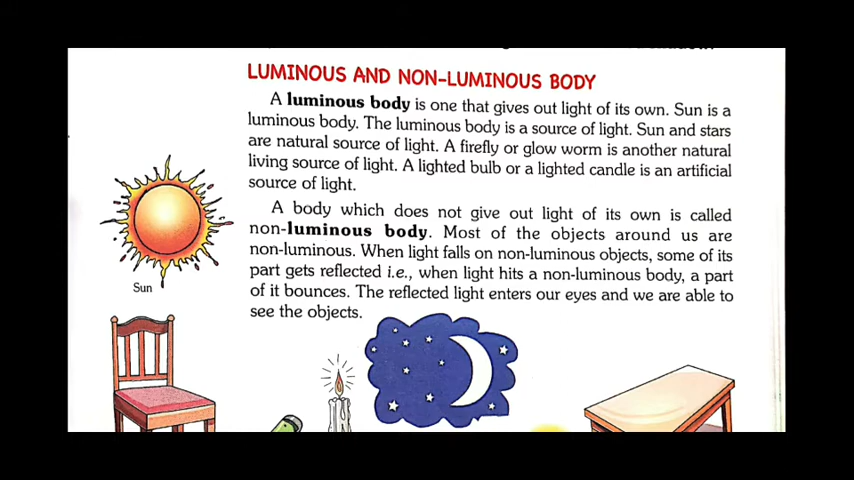 LUMINOUS AND NON-LUMINOUS BODY
A luminous body is one that gives out light of its own. Sun is a
luminous body. The luminous body is a source of light. Sun and stars
are natural source of light. A firefly or glow worm is another natural
living source of light. A lighted bulb or a lighted candle is an artificial
source of light.
A body which does not give out light of its own is called
non-luminous body. Most of the objects around us are
non-luminous. When light falls on non-luminous objects, some of its
part gets reflected i.e., when light hits a non-luminous body, a part
of it bounces. The reflected light enters our eyes and we are able to
see the objects.
Sun